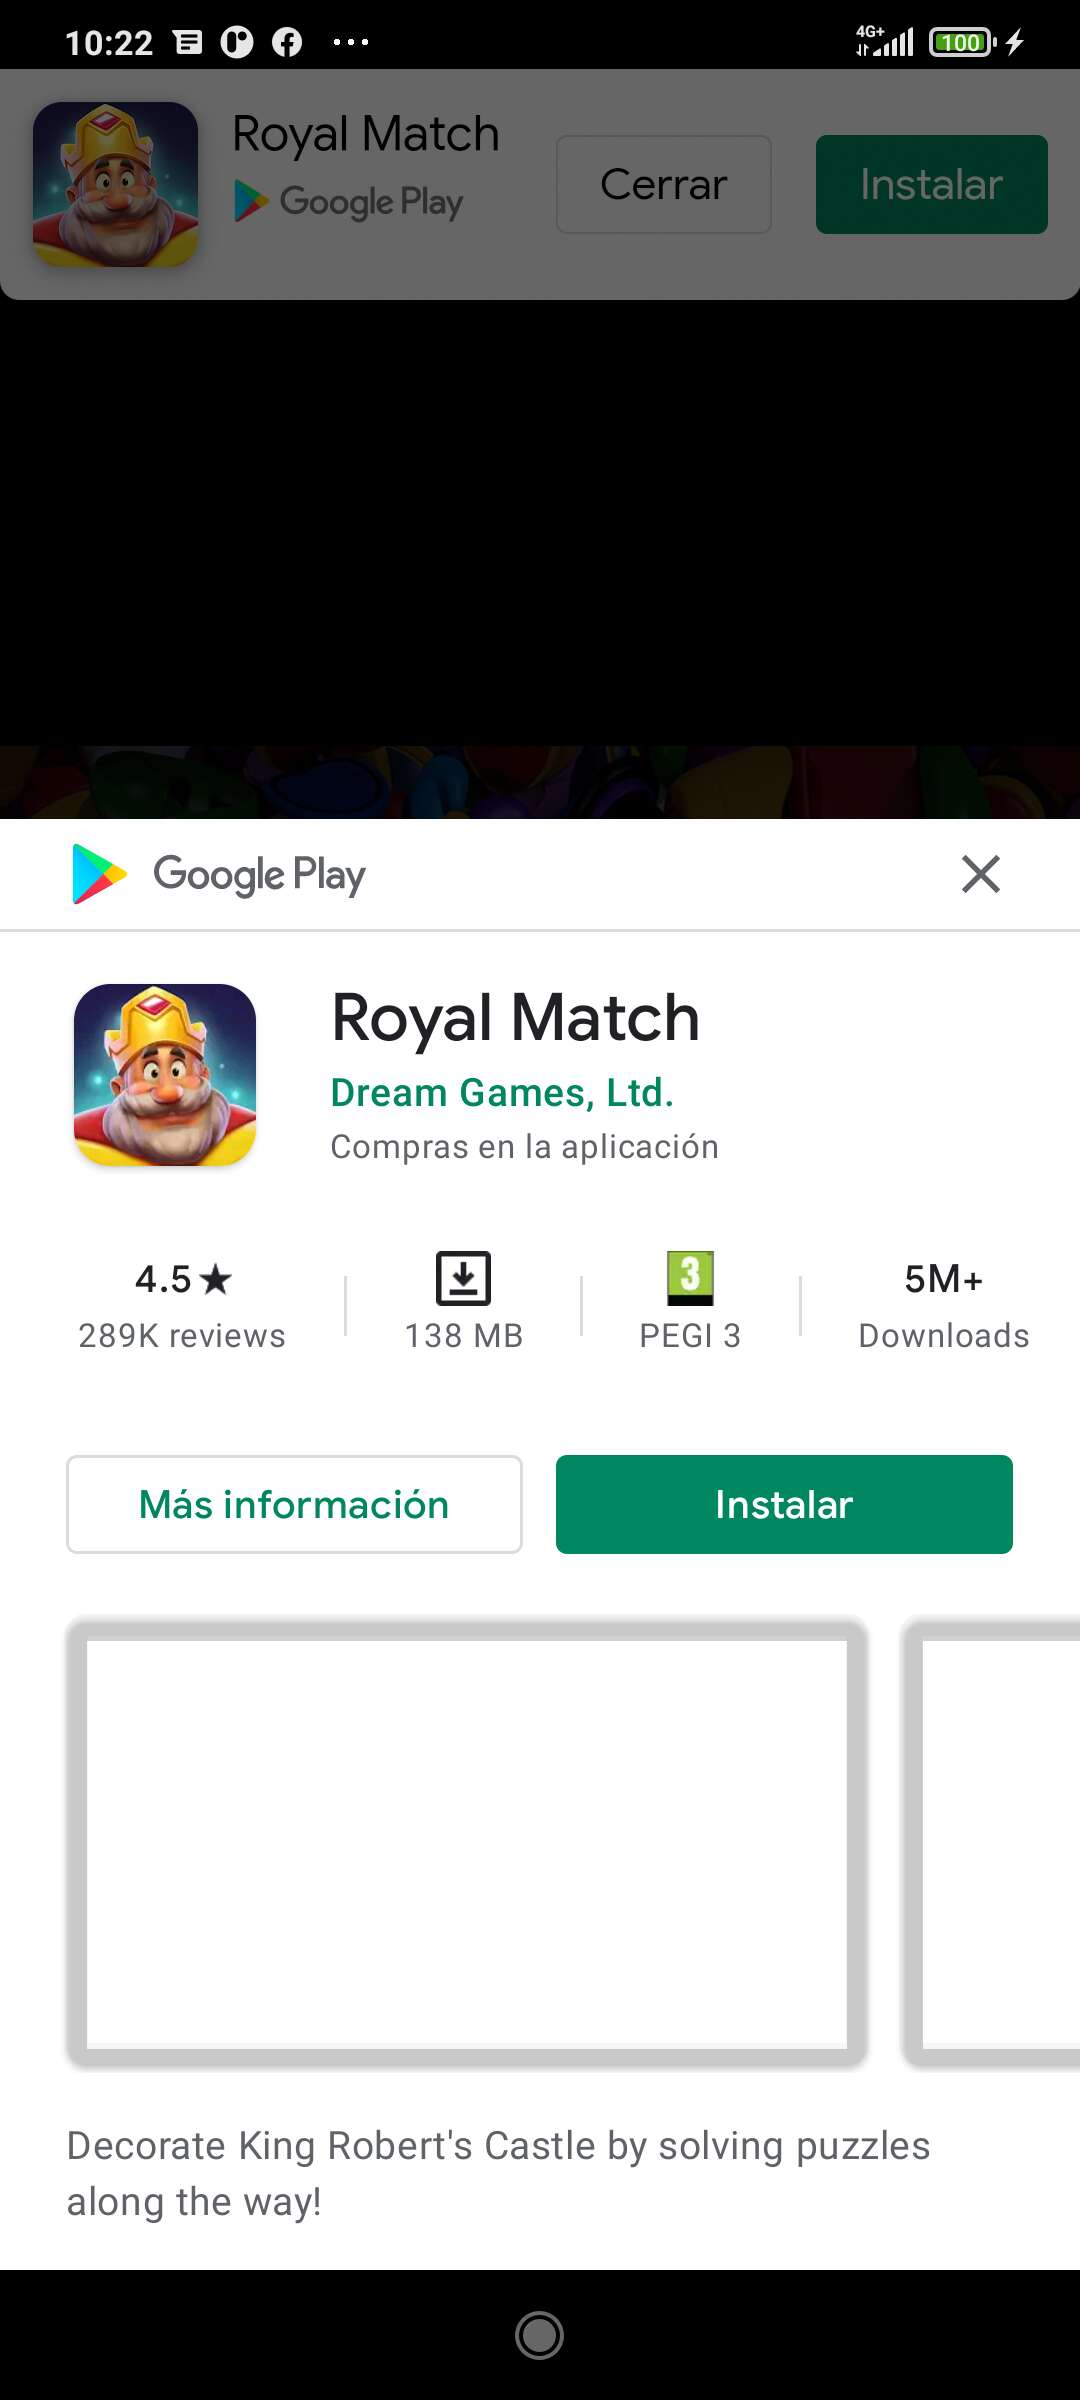 10:22
4G+
100
Royal Match
Google Play
Cerrar
Instalar
Google Play
Royal Match
Dream Games, Ltd.
Compras en la aplicación
4.5★
289K reviews
138 MB
3
PEGI 3
5M+
Downloads
Más información
Instalar
Decorate King Robert's Castle by solving puzzles
along the way!